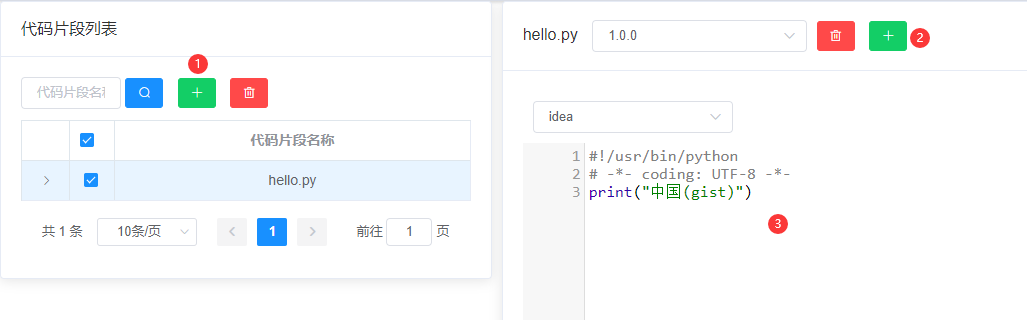 代码片段列表
1
代码片段名称
代码片段名称
hello.py
共 1 条
10条/页
1
前往 1 页
hello.py
1.0.0
2
idea
1 #!/usr/bin/python
2 # -*- coding: UTF-8 -*-
3 print("中国(gist)")
3